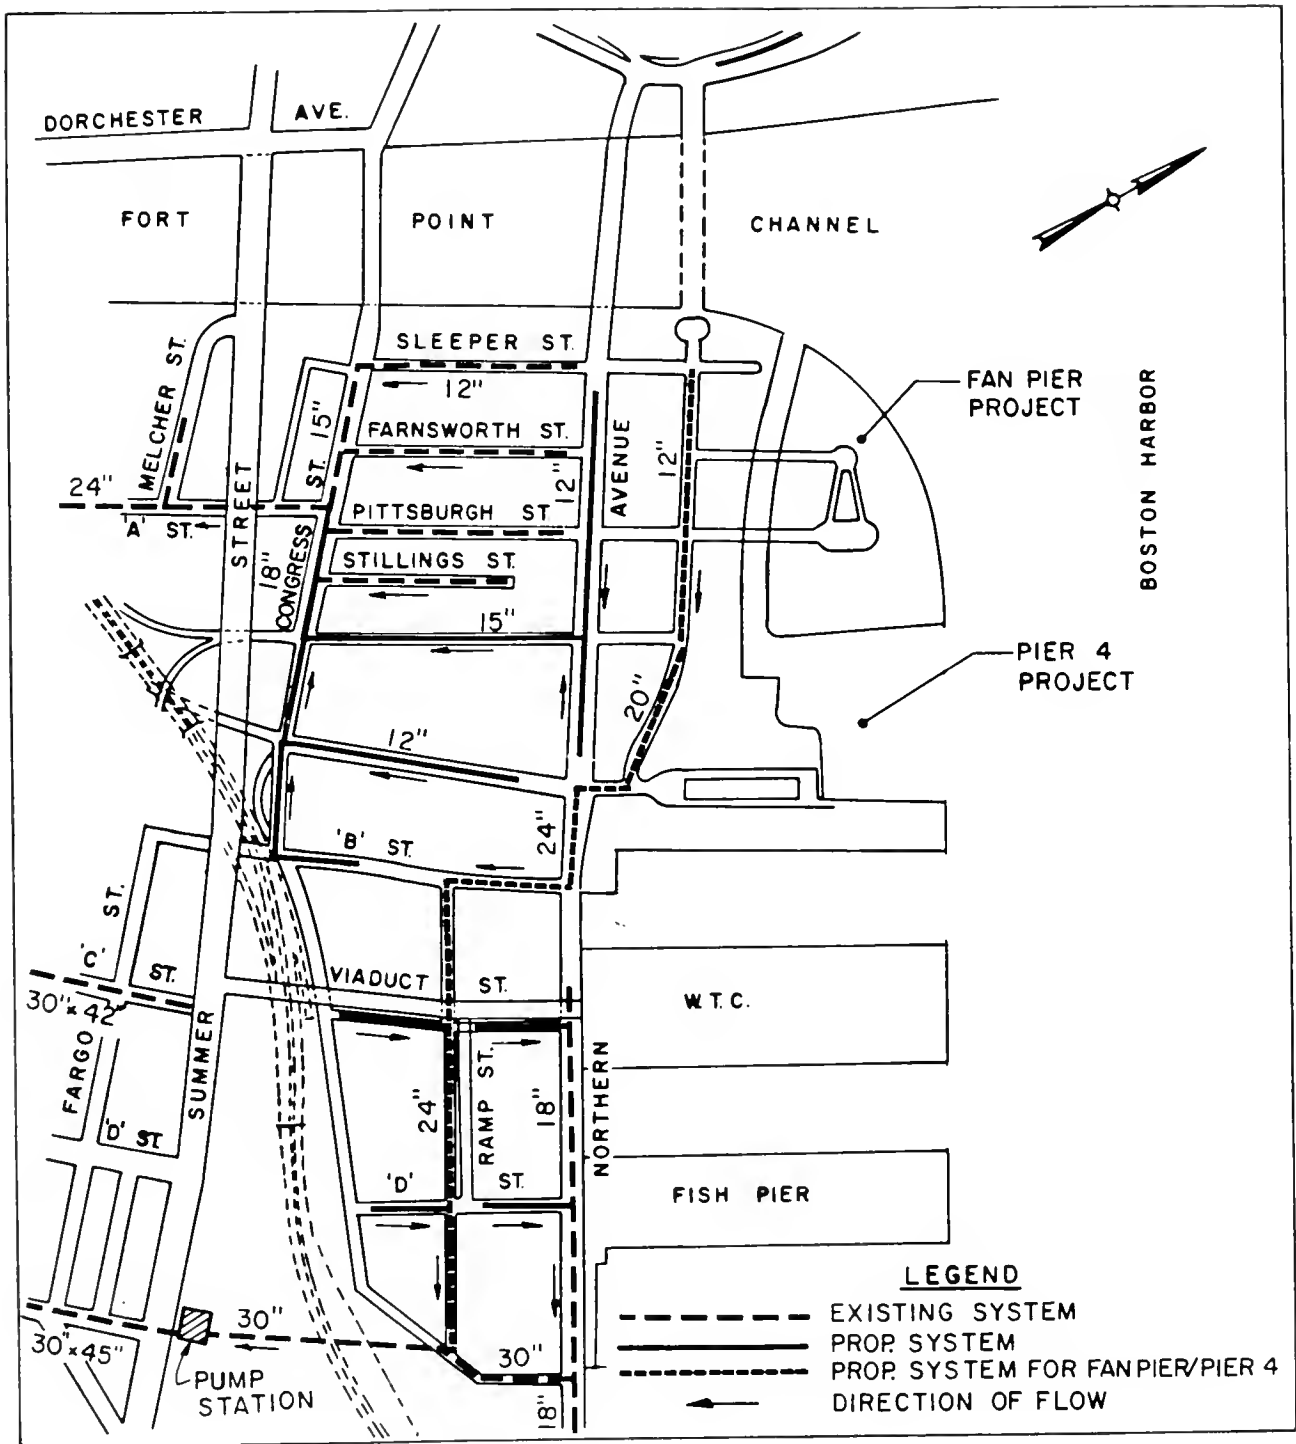 DORCHESTER AVE.
FORT POINT CHANNEL
SLEEPER ST.
12"
MELCHER ST.
15"
ST.
FARNSWORTH ST.
12"
AVENUE
12"
FAN PIER
PROJECT
BOSTON HARBOR
24"
'A' ST.
STREET
PITTSBURGH ST.
18"
CONGRESS
STILLINGS ST.
15"
PIER 4
PROJECT
20"
12"
'B' ST.
24"
ST.
'C' ST.
30"x42"
VIADUCT ST.
W.T.C.
FARGO
SUMMER
'D' ST.
24"
RAMP ST.
18"
NORTHERN
'D' ST.
FISH PIER
30"
30"x45"
PUMP
STATION
30"
18"
LEGEND
EXISTING SYSTEM
PROP. SYSTEM
PROP. SYSTEM FOR FAN PIER/PIER 4
DIRECTION OF FLOW